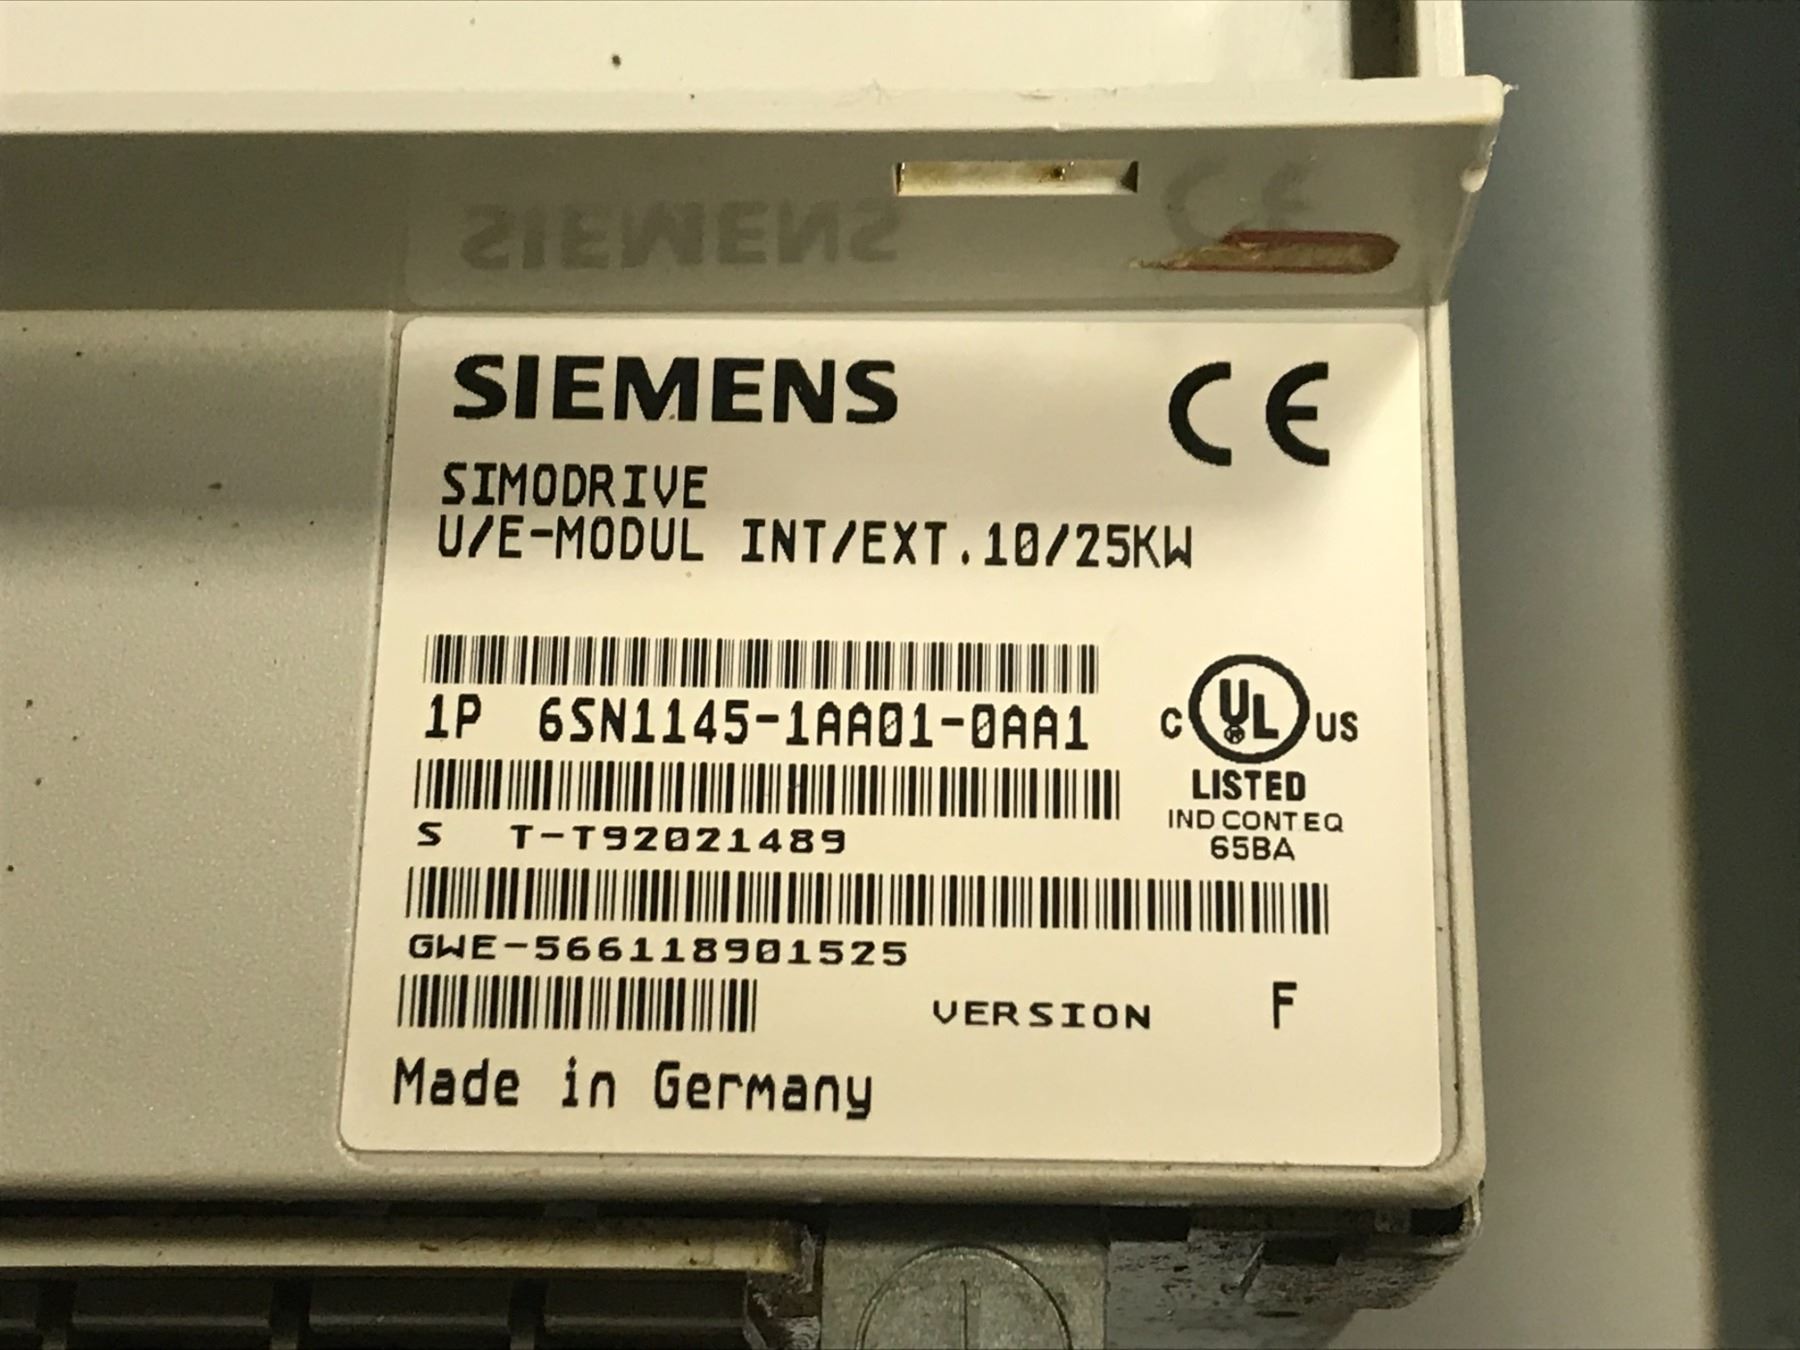 SIEMENS
CE
SIMODRIVE
U/E-MODUL INT/EXT.10/25KW
1P 6SN1145-1AA01-0AA1
C UL US
LISTED
IND CONT EQ
65BA
S T-T92021489
GWE-566118901525
VERSION F
Made in Germany